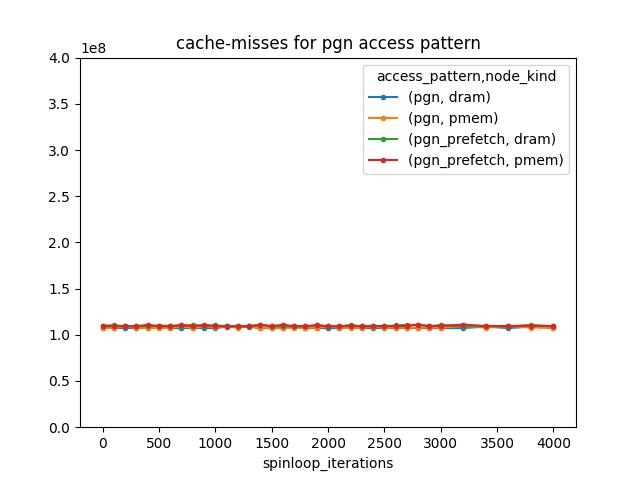 cache-misses for pgn access pattern
1e8
4.0
3.5
3.0
2.5
2.0
1.5
1.0
0.5
0.0
access_pattern,node_kind
(pgn, dram)
(pgn, pmem)
(pgn_prefetch, dram)
(pgn_prefetch, pmem)
0 500 1000 1500 2000 2500 3000 3500 4000
spinloop_iterations